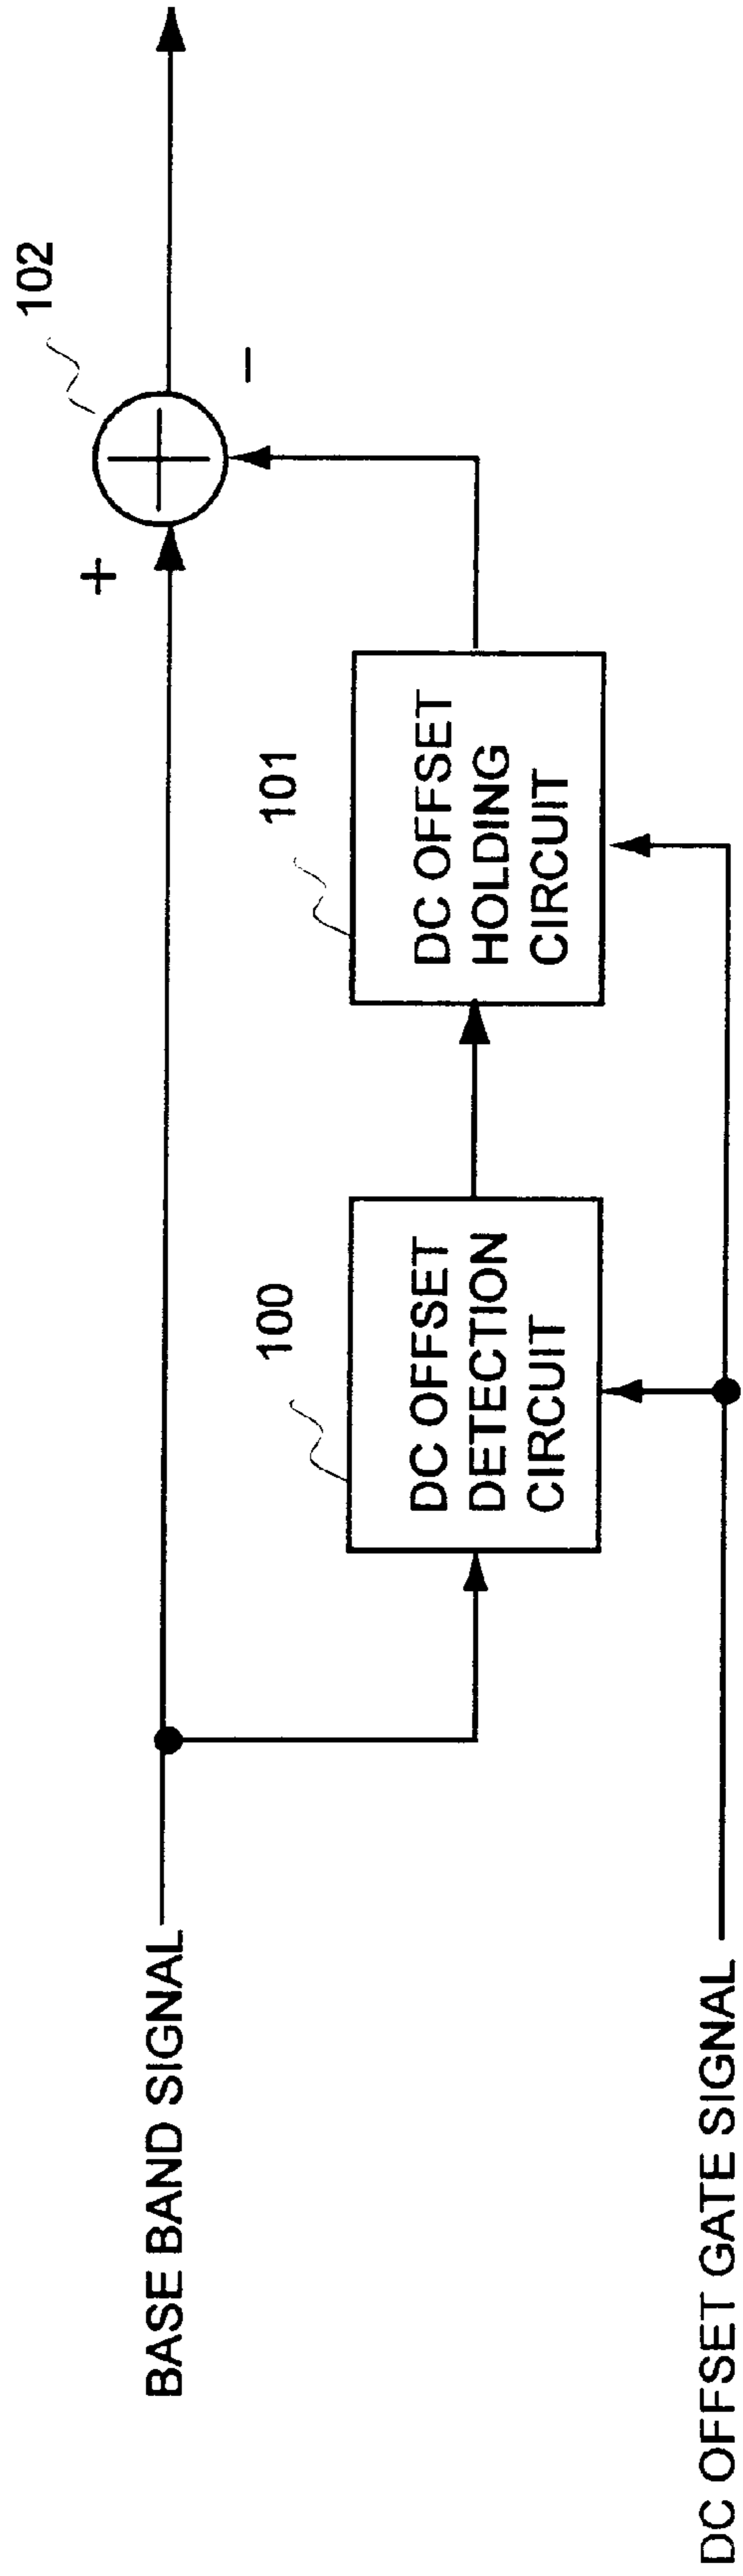 102
+
−
101
DC OFFSET
HOLDING
CIRCUIT
100
DC OFFSET
DETECTION
CIRCUIT
BASE BAND SIGNAL
DC OFFSET GATE SIGNAL